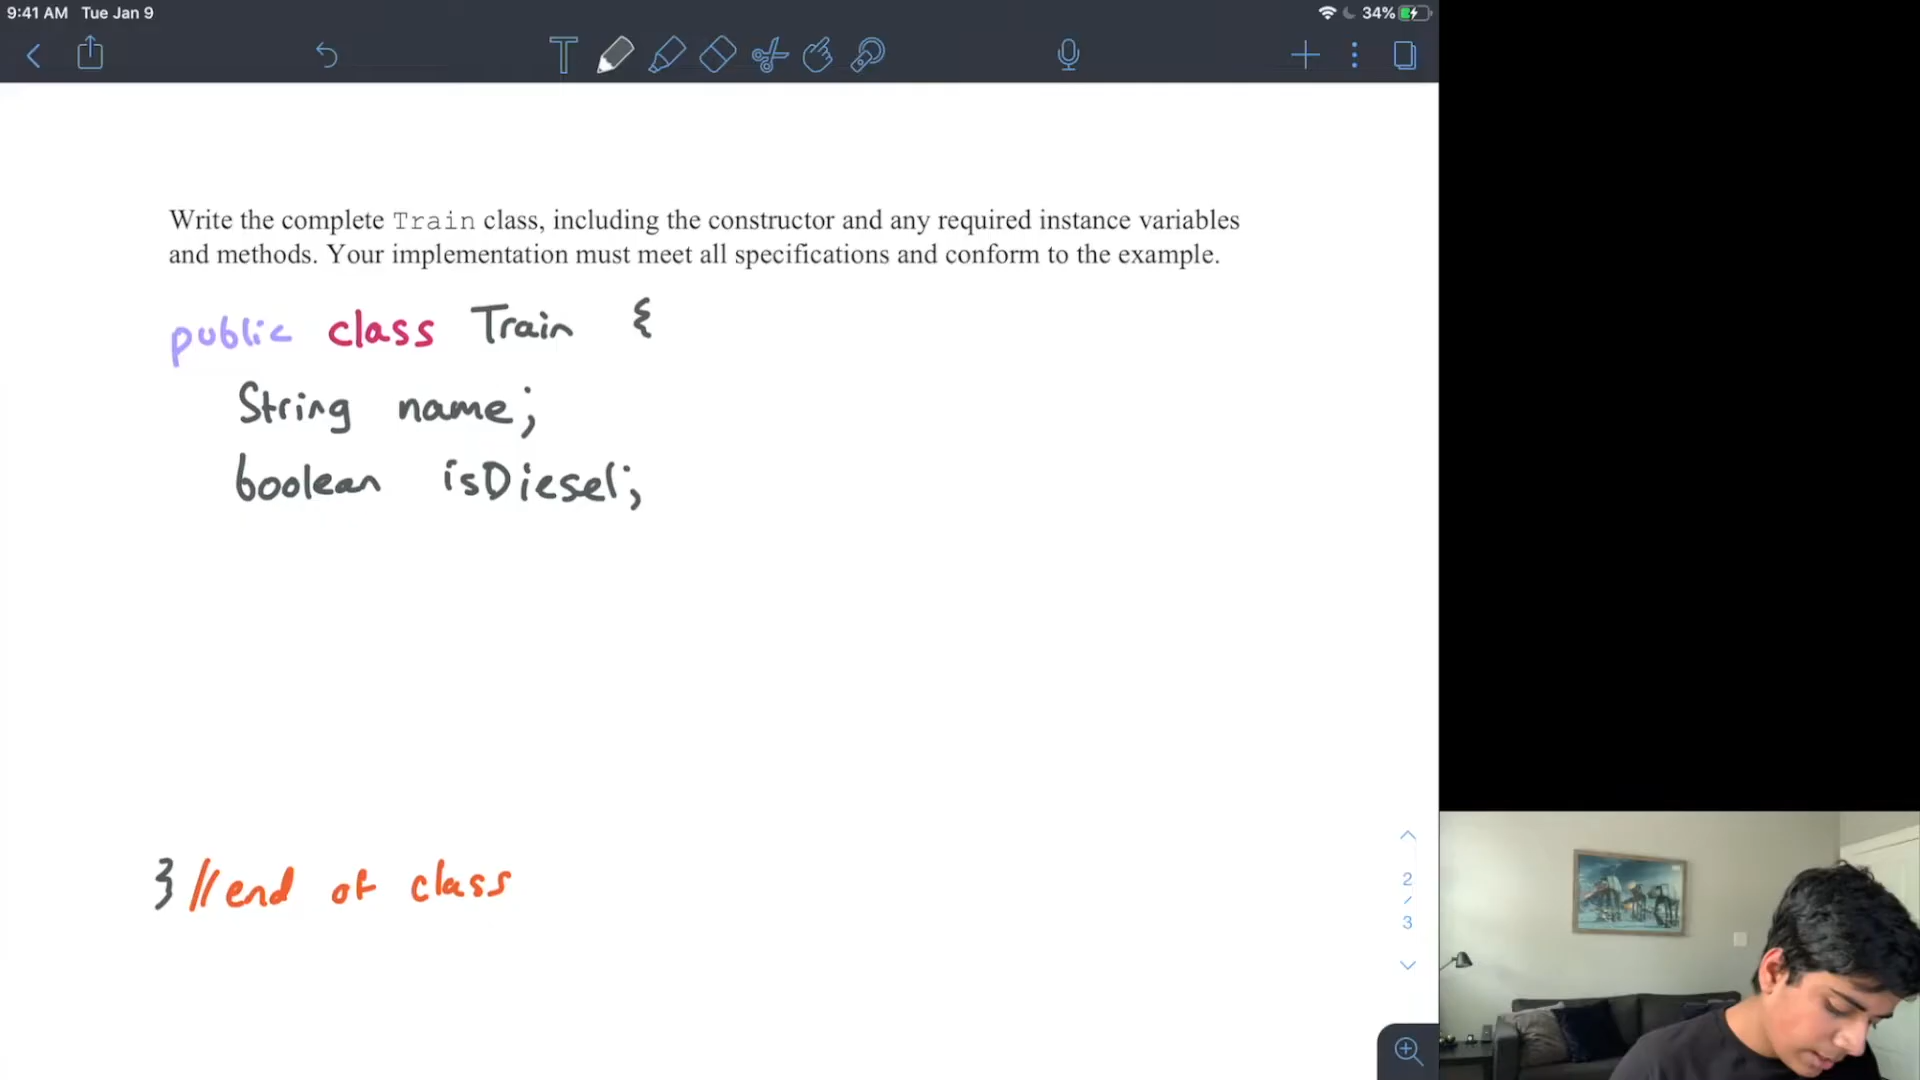 9:41 AM Tue Jan 9
34%
T
Write the complete Train class, including the constructor and any required instance variables
and methods. Your implementation must meet all specifications and conform to the example.
public class Train {
String name;
boolean isDiesel;
} //end of class
2
/
3